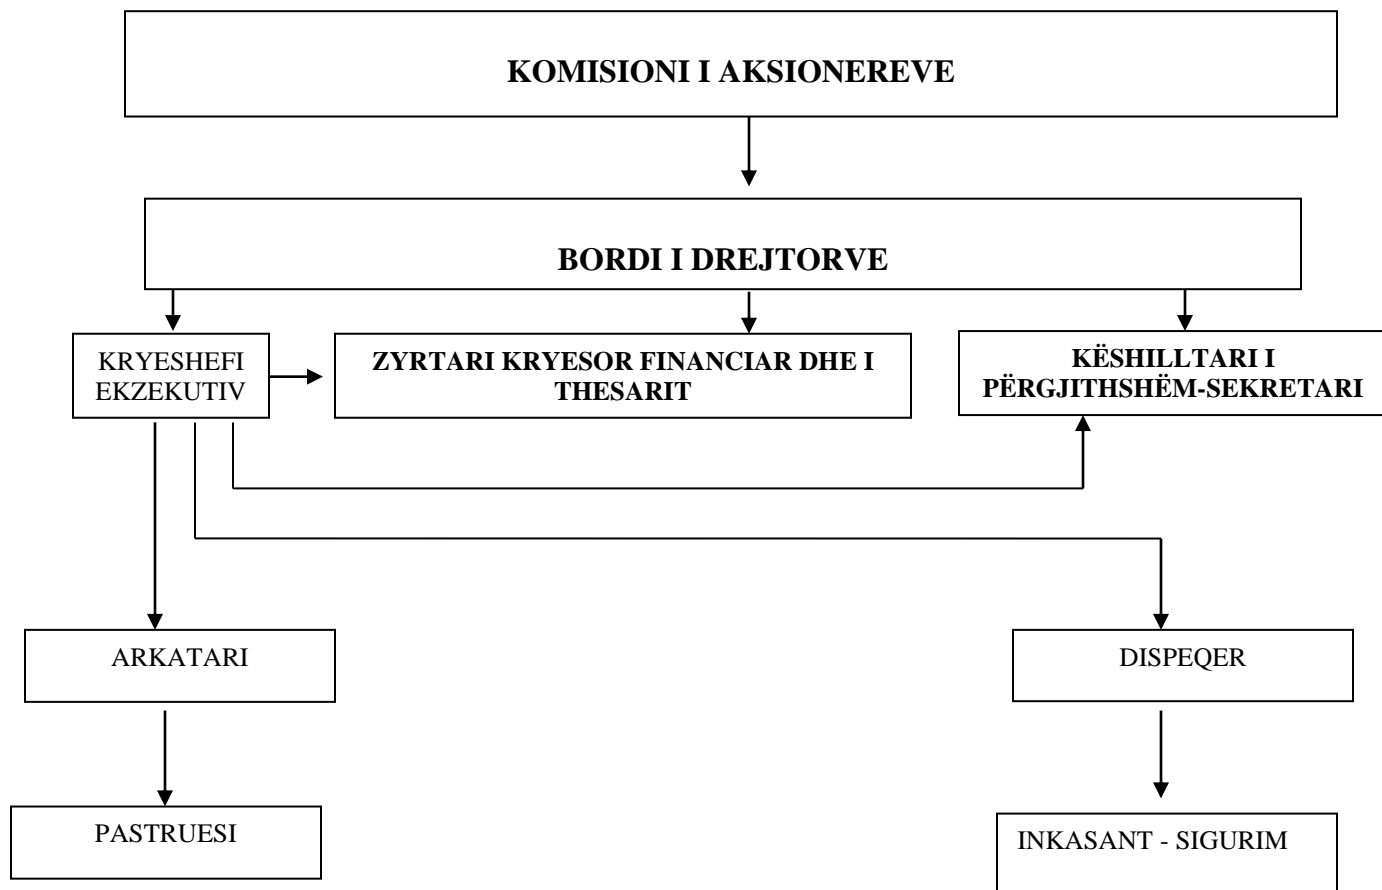 KOMISIONI I AKSIONEREVE
BORDI I DREJTORVE
KRYESHEFI
EKZEKUTIV
ZYRTARI KRYESOR FINANCIAR DHE I
THESARIT
KËSHILLTARI I
PËRGJITHSHËM-SEKRETARI
ARKATARI
DISPEQER
PASTRUESI
INKASANT - SIGURIM